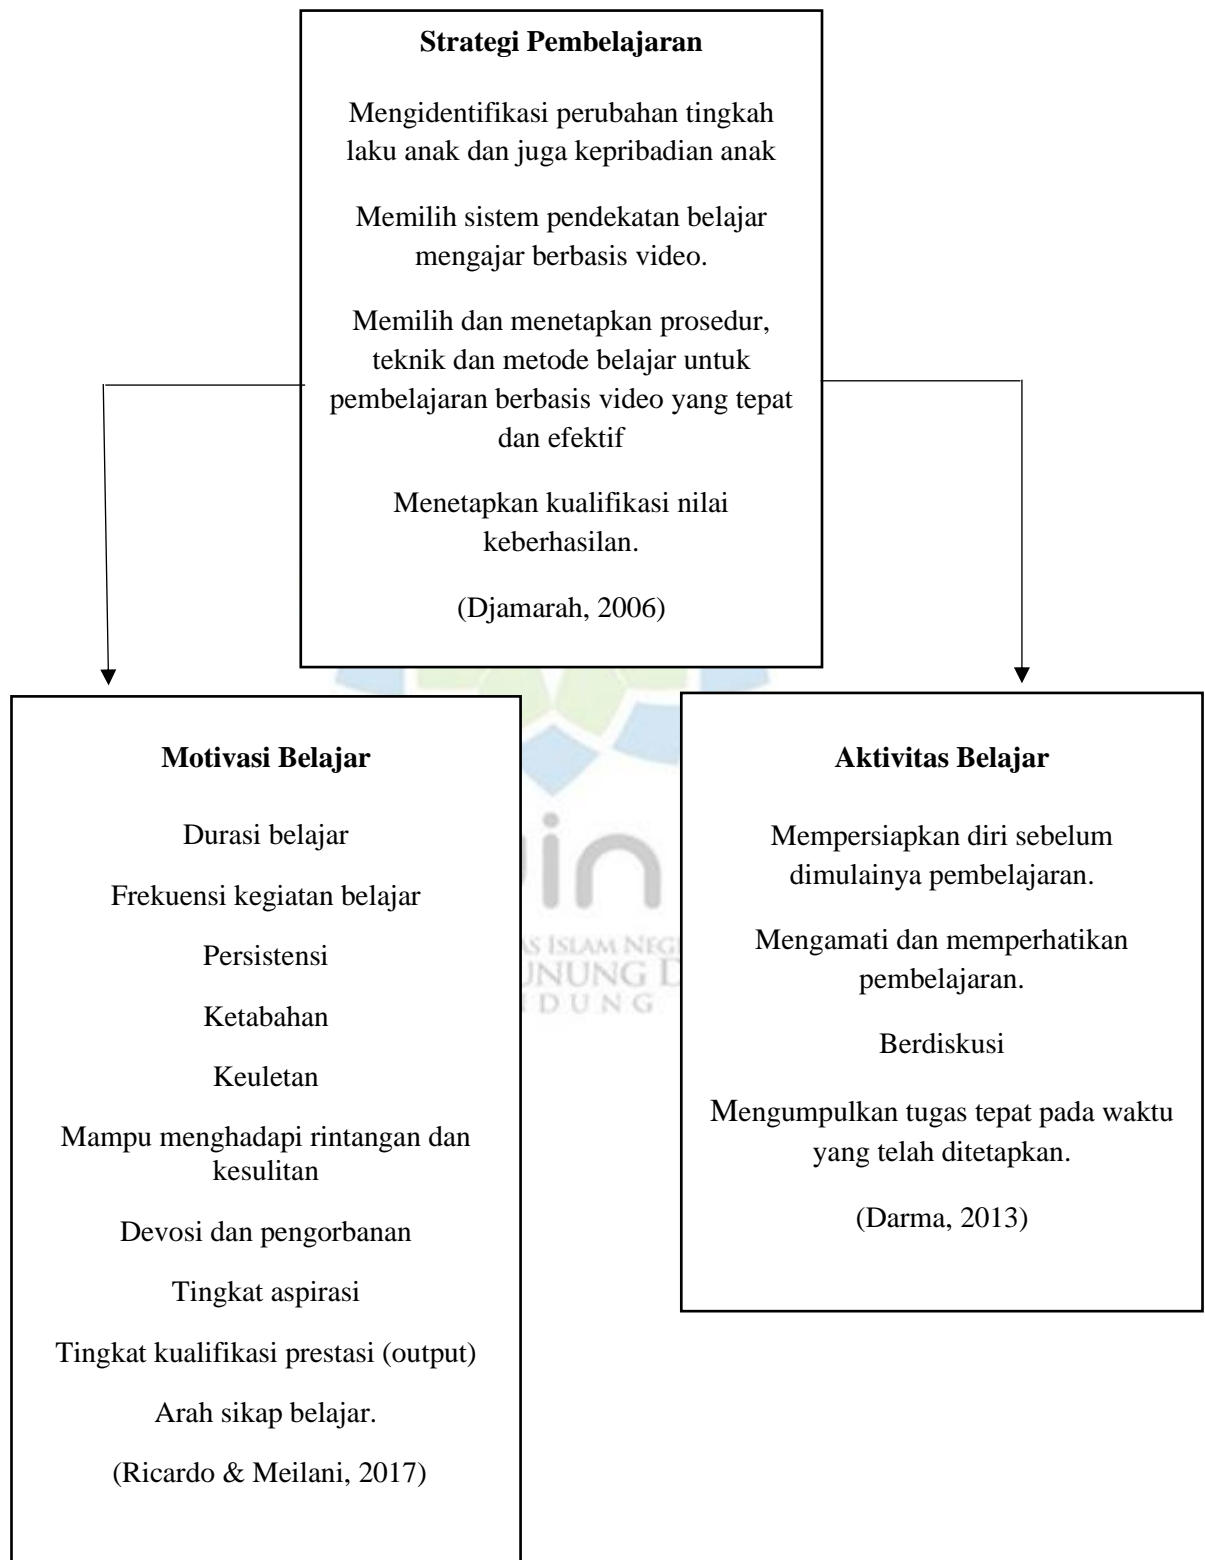 Strategi Pembelajaran
Mengidentifikasi perubahan tingkah
laku anak dan juga kepribadian anak
Memilih sistem pendekatan belajar
mengajar berbasis video.
Memilih dan menetapkan prosedur,
teknik dan metode belajar untuk
pembelajaran berbasis video yang tepat
dan efektif
Menetapkan kualifikasi nilai
keberhasilan.
(Djamarah, 2006)
Motivasi Belajar
Durasi belajar
Frekuensi kegiatan belajar
Persistensi
Ketabahan
Keuletan
Mampu menghadapi rintangan dan
kesulitan
Devosi dan pengorbanan
Tingkat aspirasi
Tingkat kualifikasi prestasi (output)
Arah sikap belajar.
(Ricardo & Meilani, 2017)
Aktivitas Belajar
Mempersiapkan diri sebelum
dimulainya pembelajaran.
Mengamati dan memperhatikan
pembelajaran.
Berdiskusi
Mengumpulkan tugas tepat pada waktu
yang telah ditetapkan.
(Darma, 2013)
ISLAM